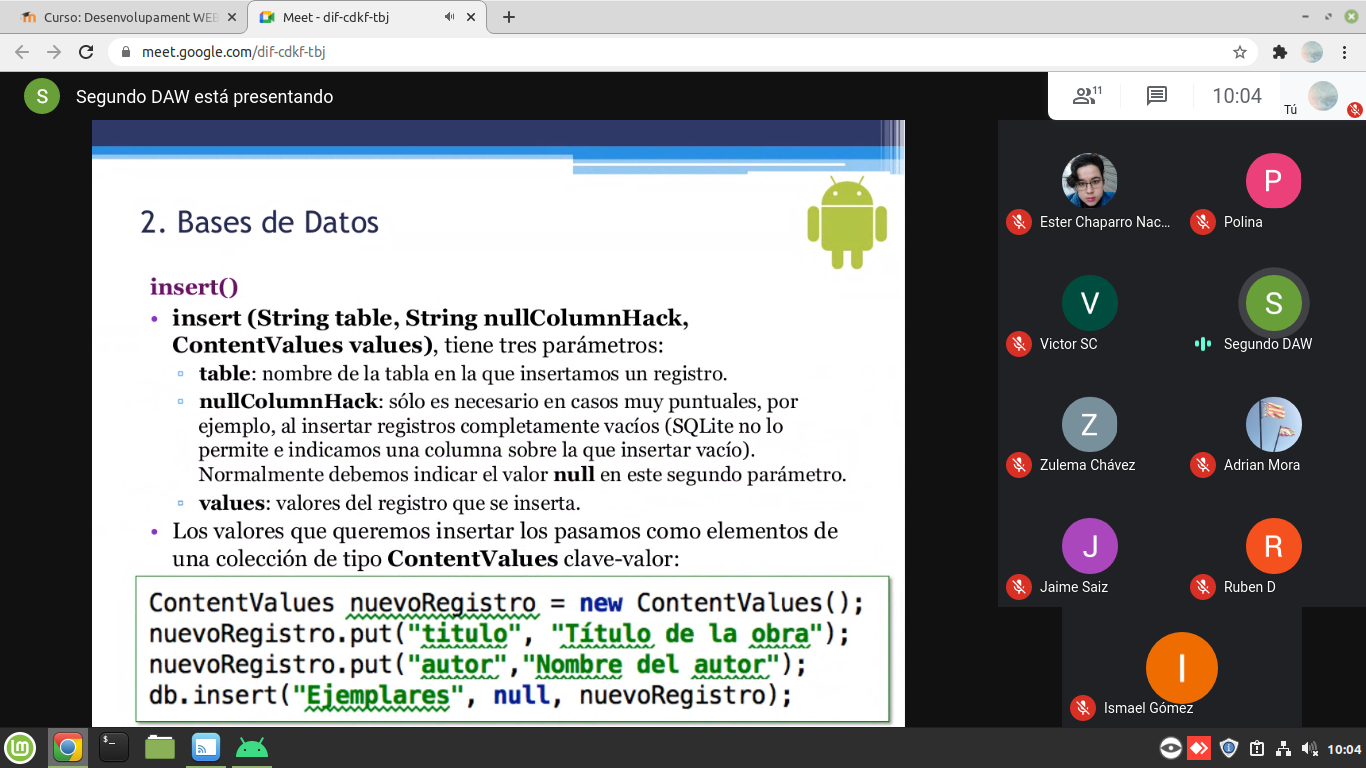 Curso: Desenvolupament WEB
Meet - dif-cdkf-tbj
meet.google.com/dif-cdkf-tbj
S
Segundo DAW está presentando
11
10:04
Tú
2. Bases de Datos
insert()
• insert (String table, String nullColumnHack,
ContentValues values), tiene tres parámetros:
table: nombre de la tabla en la que insertamos un registro.
nullColumnHack: sólo es necesario en casos muy puntuales, por
ejemplo, al insertar registros completamente vacíos (SQLite no lo
permite e indicamos una columna sobre la que insertar vacío).
Normalmente debemos indicar el valor null en este segundo parámetro.
values: valores del registro que se inserta.
• Los valores que queremos insertar los pasamos como elementos de
una colección de tipo ContentValues clave-valor:
ContentValues nuevoRegistro = new ContentValues();
nuevoRegistro.put("titulo", "Título de la obra");
nuevoRegistro.put("autor","Nombre del autor");
db.insert("Ejemplares", null, nuevoRegistro);
Ester Chaparro Nac...
P
Polina
V
Victor SC
S
Segundo DAW
Z
Zulema Chávez
Adrian Mora
J
Jaime Saiz
R
Ruben D
I
Ismael Gómez
10:04